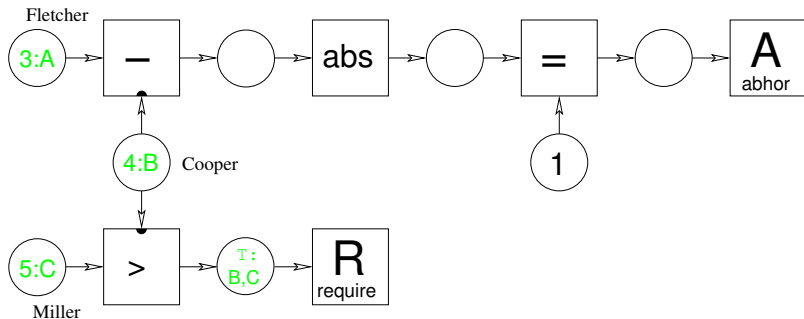 Fletcher
3:A
−
abs
=
A
abhor
4:B
Cooper
1
5:C
>
T:
B,C
R
require
Miller